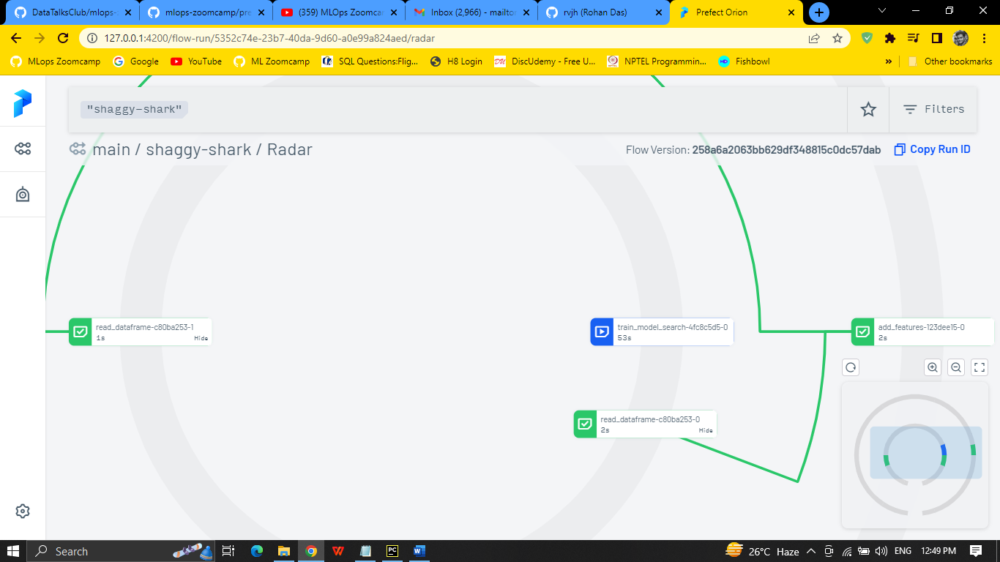 DataTalksClub/mlops-z
mlops-zoomcamp/pre
(359) MLOps Zoomca
Inbox (2,966) - mailto
rvjh (Rohan Das)
Prefect Orion
127.0.0.1:4200/flow-run/5352c74e-23b7-40da-9d60-a0e99a824aed/radar
MLops Zoomcamp
Google
YouTube
ML Zoomcamp
SQL Questions:Flig...
H8 Login
DiscUdemy - Free U...
NPTEL Programmin...
Fishbowl
»
Other bookmarks
"shaggy-shark"
Filters
main / shaggy-shark / Radar
Flow Version: 258a6a2063bb629df348815c0dc57dab
Copy Run ID
read_dataframe-c80ba253-1
1s
Hide
train_model_search-4fc8c5d5-0
53s
add_features-123dee15-0
2s
read_dataframe-c80ba253-0
2s
Hide
Search
26°C Haze
ENG
12:49 PM